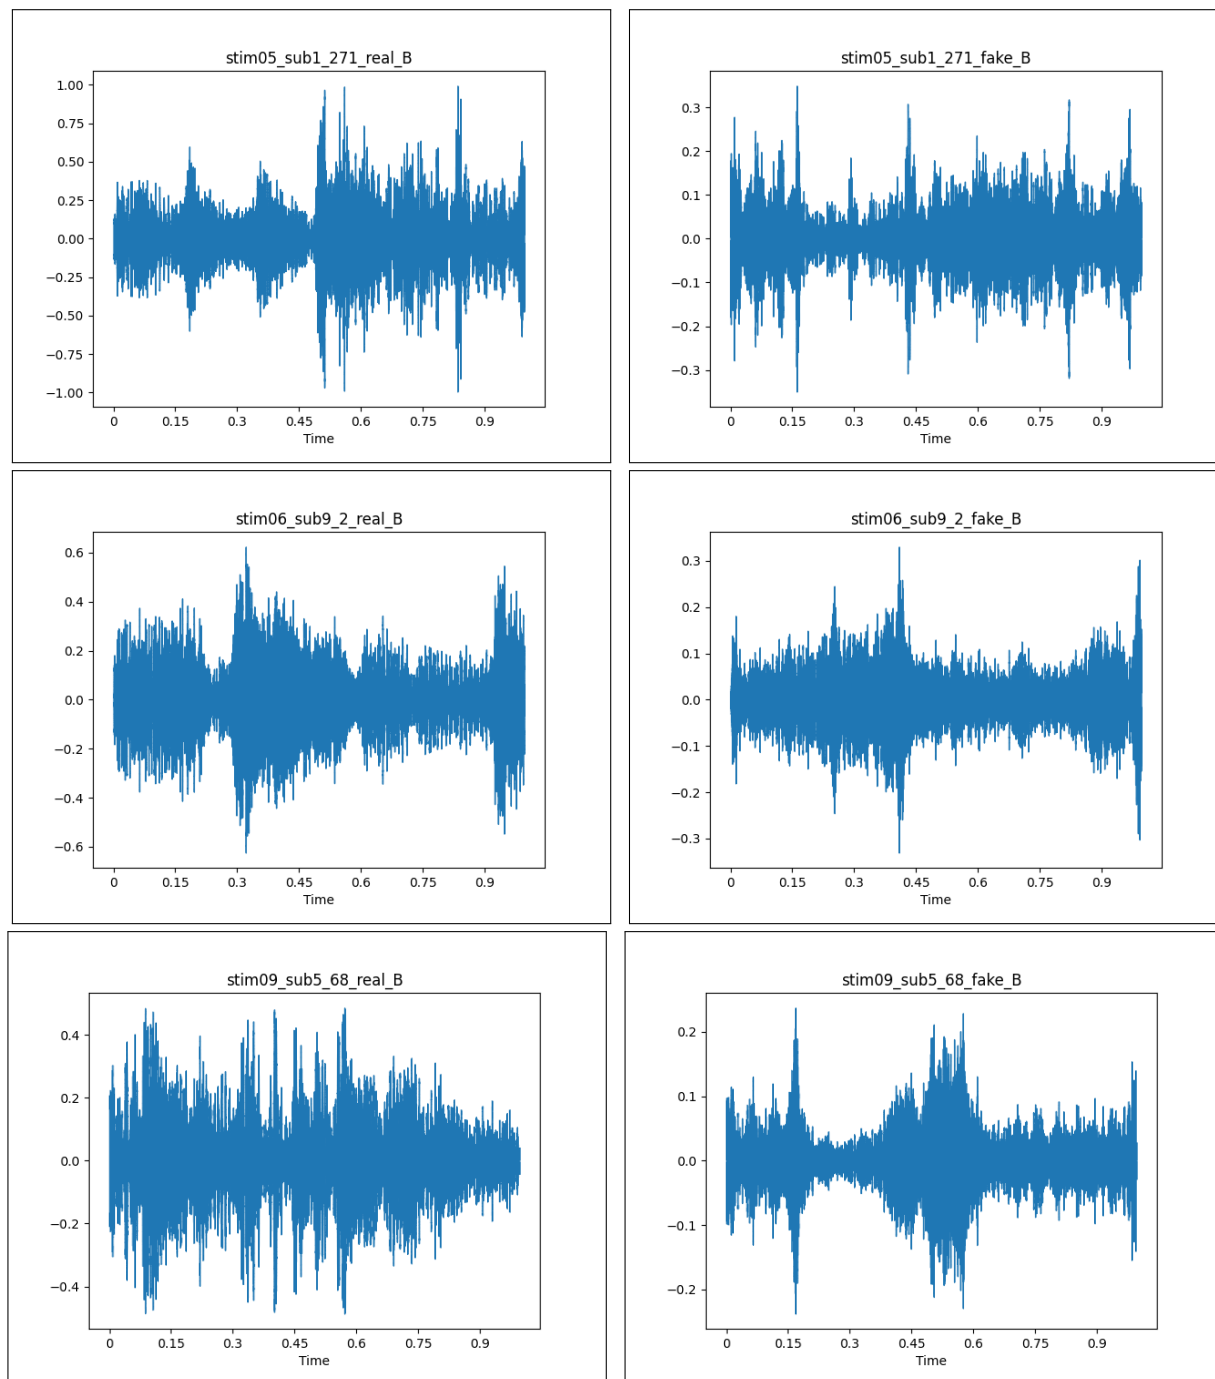 stim05_sub1_271_real_B
1.00
0.75
0.50
0.25
0.00
−0.25
−0.50
−0.75
−1.00
0 0.15 0.3 0.45 0.6 0.75 0.9
Time
stim05_sub1_271_fake_B
0.3
0.2
0.1
0.0
−0.1
−0.2
−0.3
0 0.15 0.3 0.45 0.6 0.75 0.9
Time
stim06_sub9_2_real_B
0.6
0.4
0.2
0.0
−0.2
−0.4
−0.6
0 0.15 0.3 0.45 0.6 0.75 0.9
Time
stim06_sub9_2_fake_B
0.3
0.2
0.1
0.0
−0.1
−0.2
−0.3
0 0.15 0.3 0.45 0.6 0.75 0.9
Time
stim09_sub5_68_real_B
0.4
0.2
0.0
−0.2
−0.4
0 0.15 0.3 0.45 0.6 0.75 0.9
Time
stim09_sub5_68_fake_B
0.2
0.1
0.0
−0.1
−0.2
0 0.15 0.3 0.45 0.6 0.75 0.9
Time